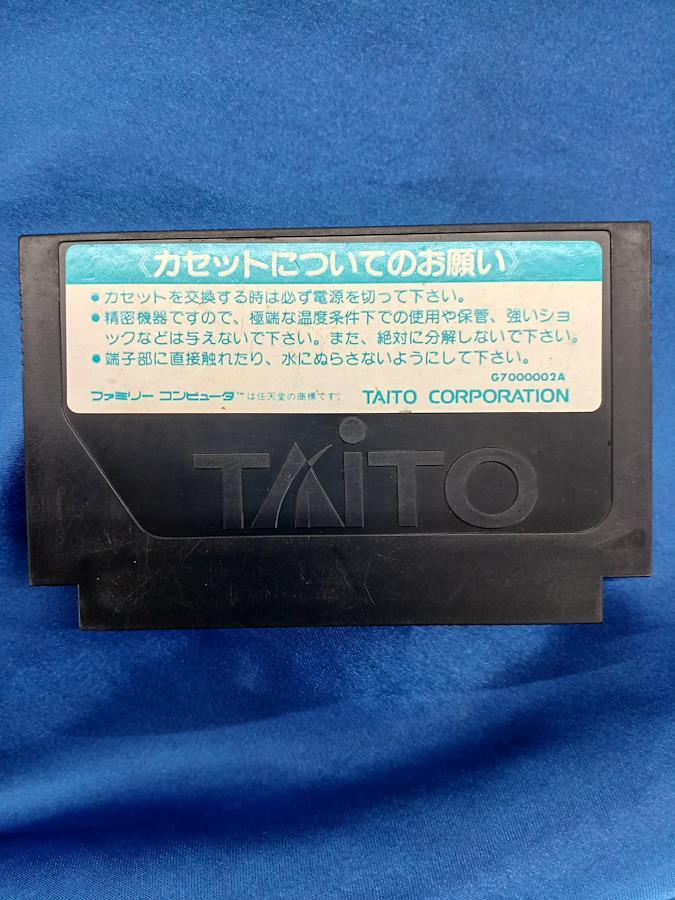 《カセットについてのお願い》
●カセットを交換する時は必ず電源を切って下さい。
●精密機器ですので、極端な温度条件下での使用や保管、強いショ
ックなどは与えないで下さい。また、絶対に分解しないで下さい。
●端子部に直接触れたり、水にぬらさないようにして下さい。
G7000002A
ファミリー コンピュータ™は任天堂の商標です。 TAITO CORPORATION
TAiTO